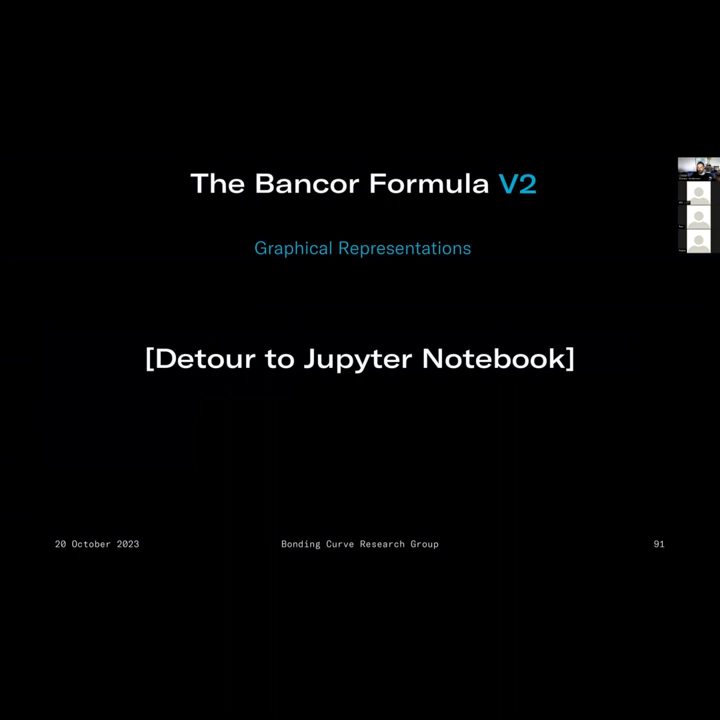 The Bancor Formula V2
Graphical Representations
[Detour to Jupyter Notebook]
20 October 2023
Bonding Curve Research Group
91